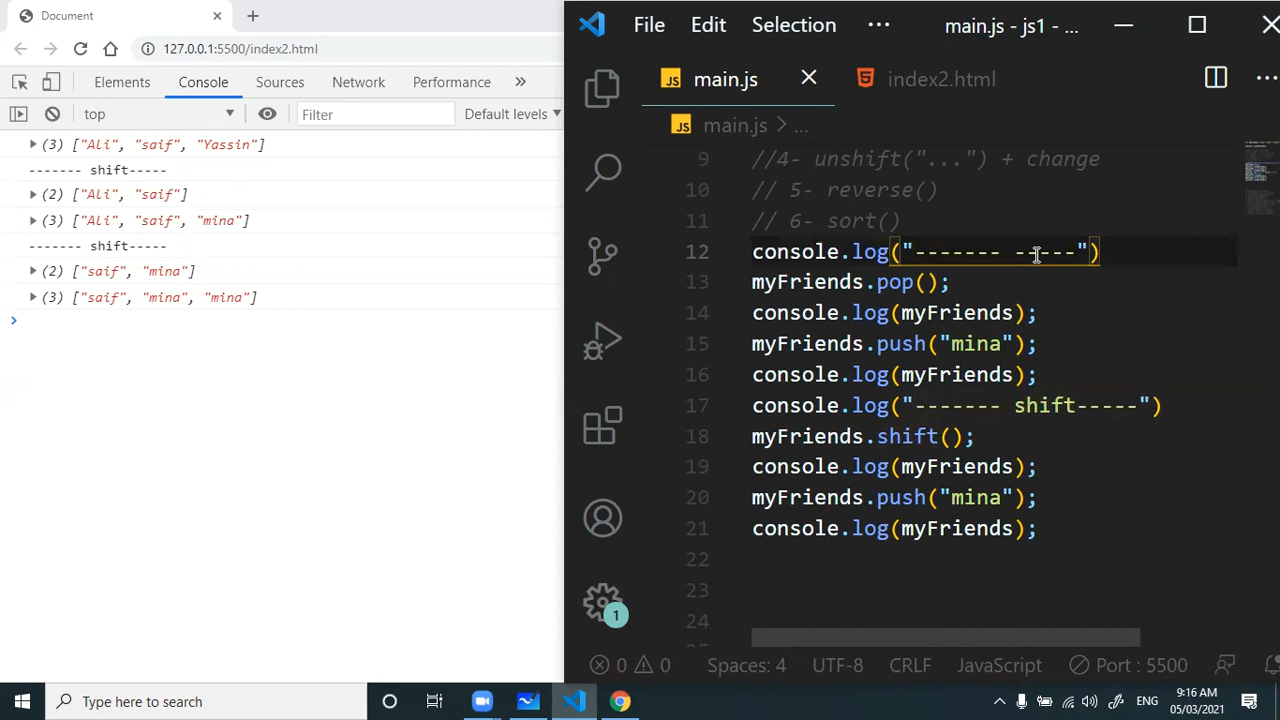 Document
127.0.0.1:5500/index2.html
Elements Console Sources Network Performance »
top Filter Default levels
(3) ["Ali", "saif", "Yassin"]
------- shift-----
(2) ["Ali", "saif"]
(3) ["Ali", "saif", "mina"]
------- shift-----
(2) ["saif", "mina"]
(3) ["saif", "mina", "mina"]
File Edit Selection ··· main.js - js1 - ...
JS main.js index2.html ···
JS main.js > ...
9 //4- unshift("...") + change
10 // 5- reverse()
11 // 6- sort()
12 console.log("------- -----")
13 myFriends.pop();
14 console.log(myFriends);
15 myFriends.push("mina");
16 console.log(myFriends);
17 console.log("------- shift-----")
18 myFriends.shift();
19 console.log(myFriends);
20 myFriends.push("mina");
21 console.log(myFriends);
22
23
24
1
0 0 Spaces: 4 UTF-8 CRLF JavaScript Port : 5500
Type here to search
ENG
9:16 AM
05/03/2021